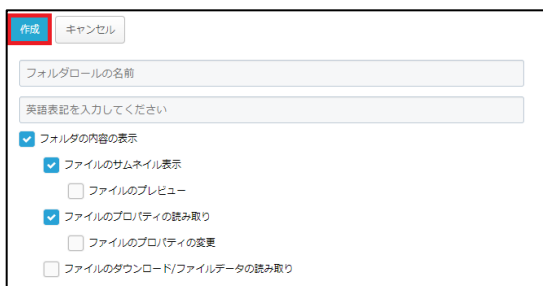 作成 キャンセル
フォルダロールの名前
英語表記を入力してください
フォルダの内容の表示
ファイルのサムネイル表示
ファイルのプレビュー
ファイルのプロパティの読み取り
ファイルのプロパティの変更
ファイルのダウンロード/ファイルデータの読み取り